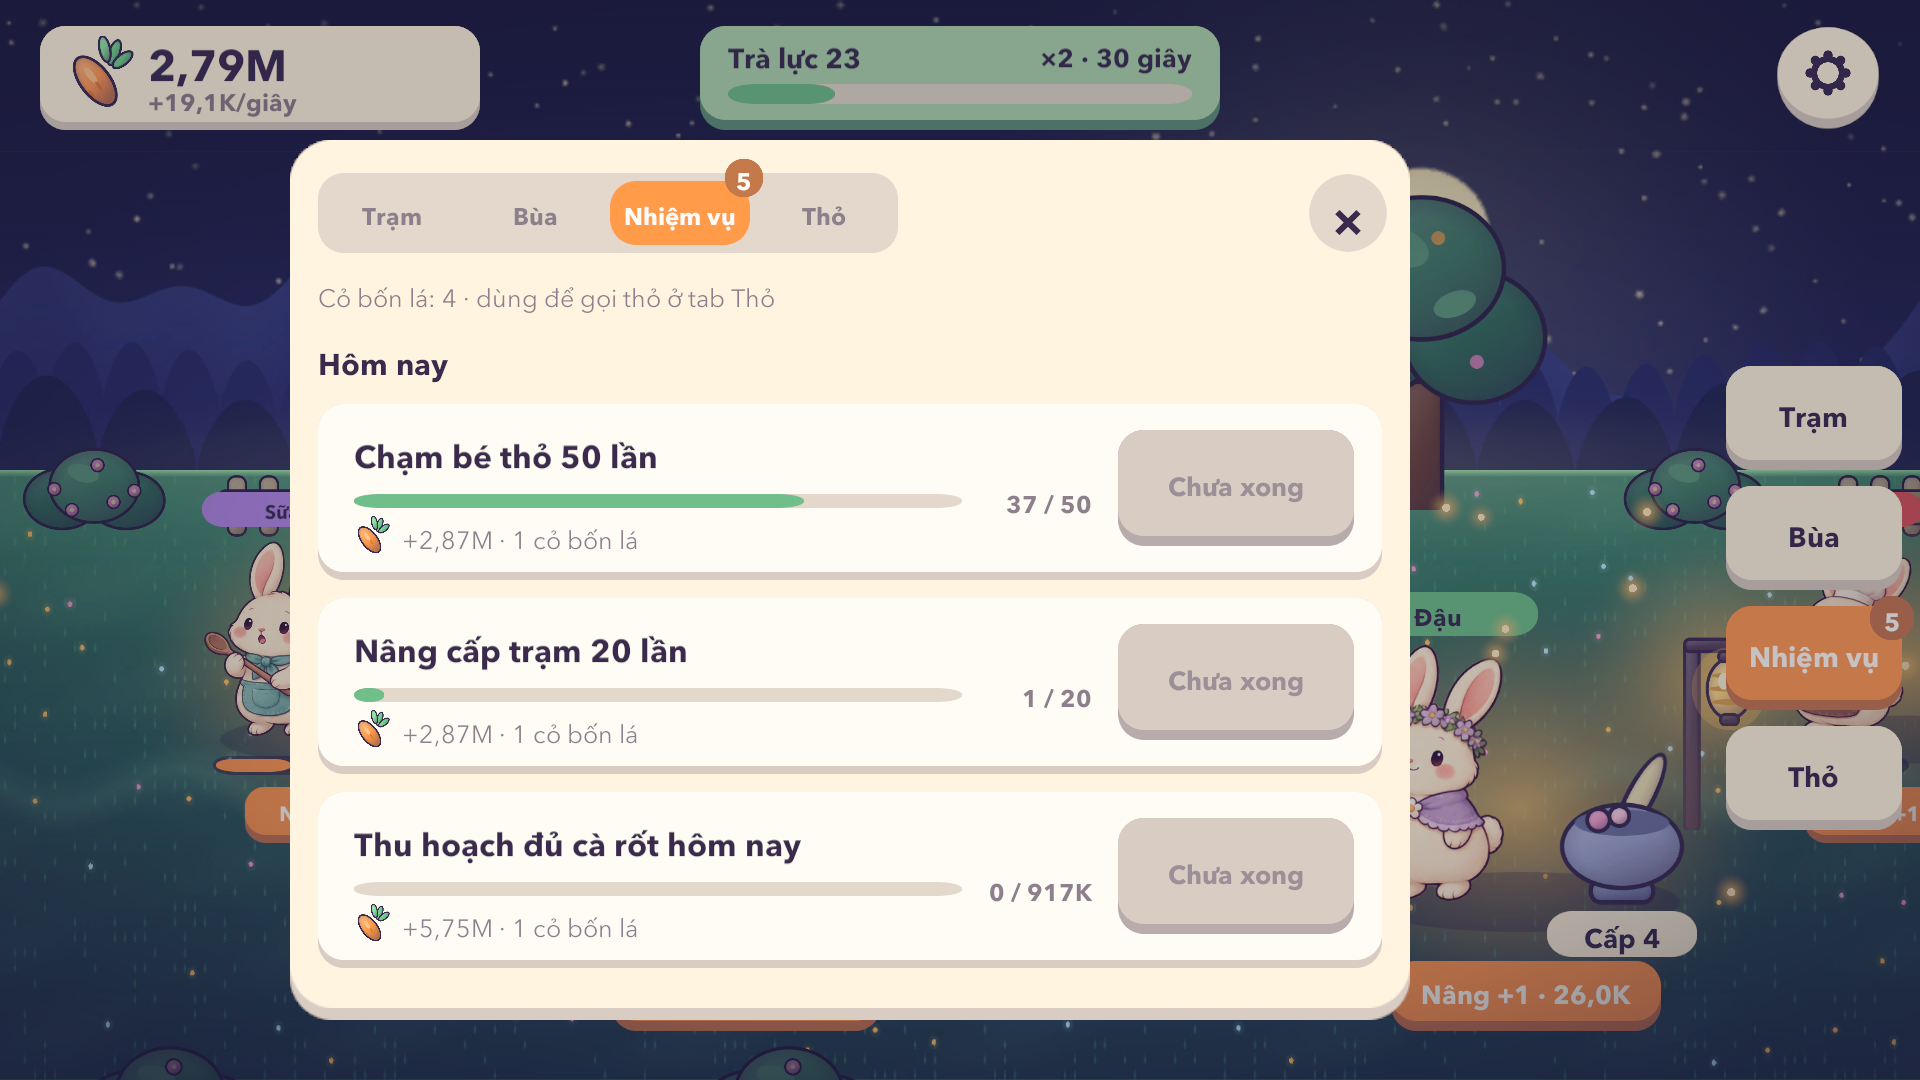 2,79M
+19,1K/giây
Trà lực 23
×2 · 30 giây
Trạm
Bùa
Nhiệm vụ
5
Thỏ
×
Cỏ bốn lá: 4 · dùng để gọi thỏ ở tab Thỏ
Hôm nay
Chạm bé thỏ 50 lần
37 / 50
Chưa xong
+2,87M · 1 cỏ bốn lá
Nâng cấp trạm 20 lần
1 / 20
Chưa xong
+2,87M · 1 cỏ bốn lá
Thu hoạch đủ cà rốt hôm nay
0 / 917K
Chưa xong
+5,75M · 1 cỏ bốn lá
Trạm
Bùa
Nhiệm vụ
5
Thỏ
Đậu
Cấp 4
Nâng +1 · 26,0K